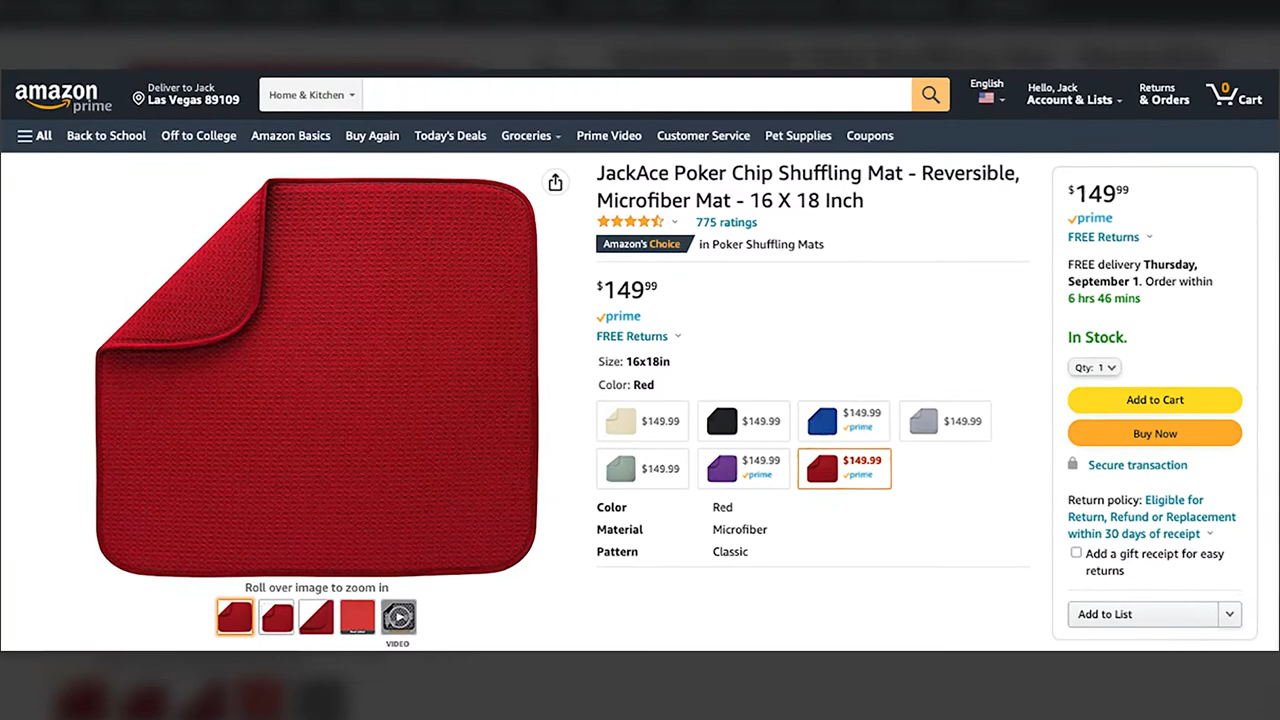 amazon
prime
Deliver to Jack
Las Vegas 89109
Home & Kitchen
English
Hello, Jack
Account & Lists
Returns
& Orders
0
Cart
All
Back to School
Off to College
Amazon Basics
Buy Again
Today's Deals
Groceries
Prime Video
Customer Service
Pet Supplies
Coupons
JackAce Poker Chip Shuffling Mat - Reversible,
Microfiber Mat - 16 X 18 Inch
775 ratings
Amazon's Choice in Poker Shuffling Mats
$149 99
prime
FREE Returns
Size: 16x18in
Color: Red
$149.99
$149.99
$149.99
prime
$149.99
$149.99
$149.99
prime
$149.99
prime
Color Red
Material Microfiber
Pattern Classic
Roll over image to zoom in
VIDEO
$149 99
prime
FREE Returns
FREE delivery Thursday,
September 1. Order within
6 hrs 46 mins
In Stock.
Qty: 1
Add to Cart
Buy Now
Secure transaction
Return policy: Eligible for
Return, Refund or Replacement
within 30 days of receipt
Add a gift receipt for easy
returns
Add to List